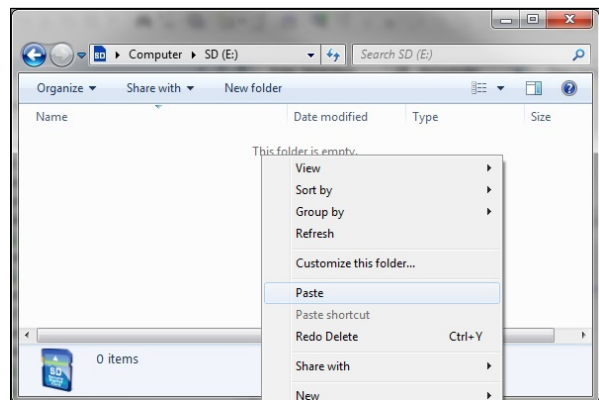 SD Computer SD (E:) Search SD (E:)
Organize Share with New folder
Name Date modified Type Size
This folder is empty.
View
Sort by
Group by
Refresh
Customize this folder...
Paste
Paste shortcut
Redo Delete Ctrl+Y
Share with
New
0 items
SD